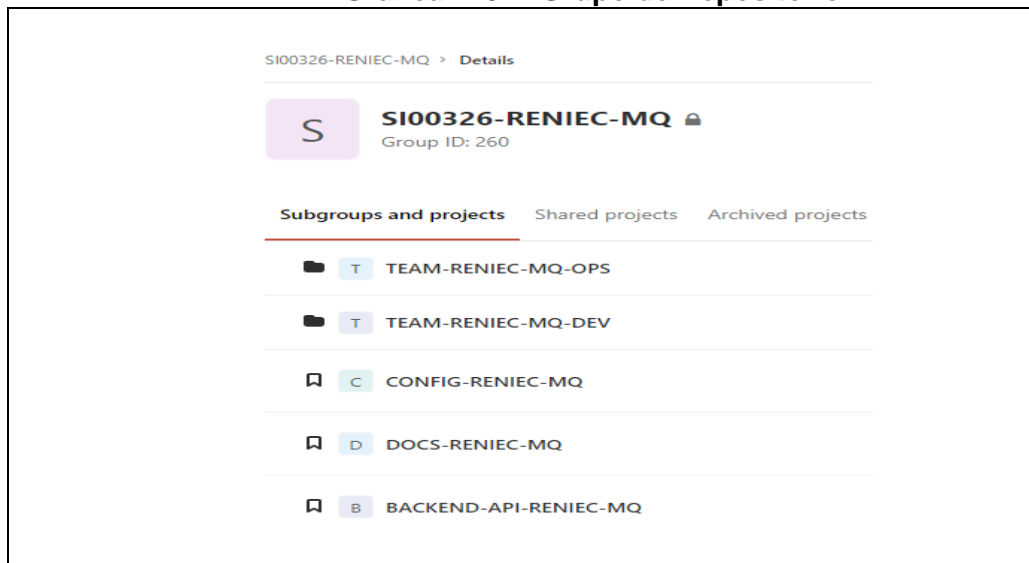 SI00326-RENIEC-MQ > Details
S
SI00326-RENIEC-MQ
Group ID: 260
Subgroups and projects Shared projects Archived projects
T TEAM-RENIEC-MQ-OPS
T TEAM-RENIEC-MQ-DEV
C CONFIG-RENIEC-MQ
D DOCS-RENIEC-MQ
B BACKEND-API-RENIEC-MQ